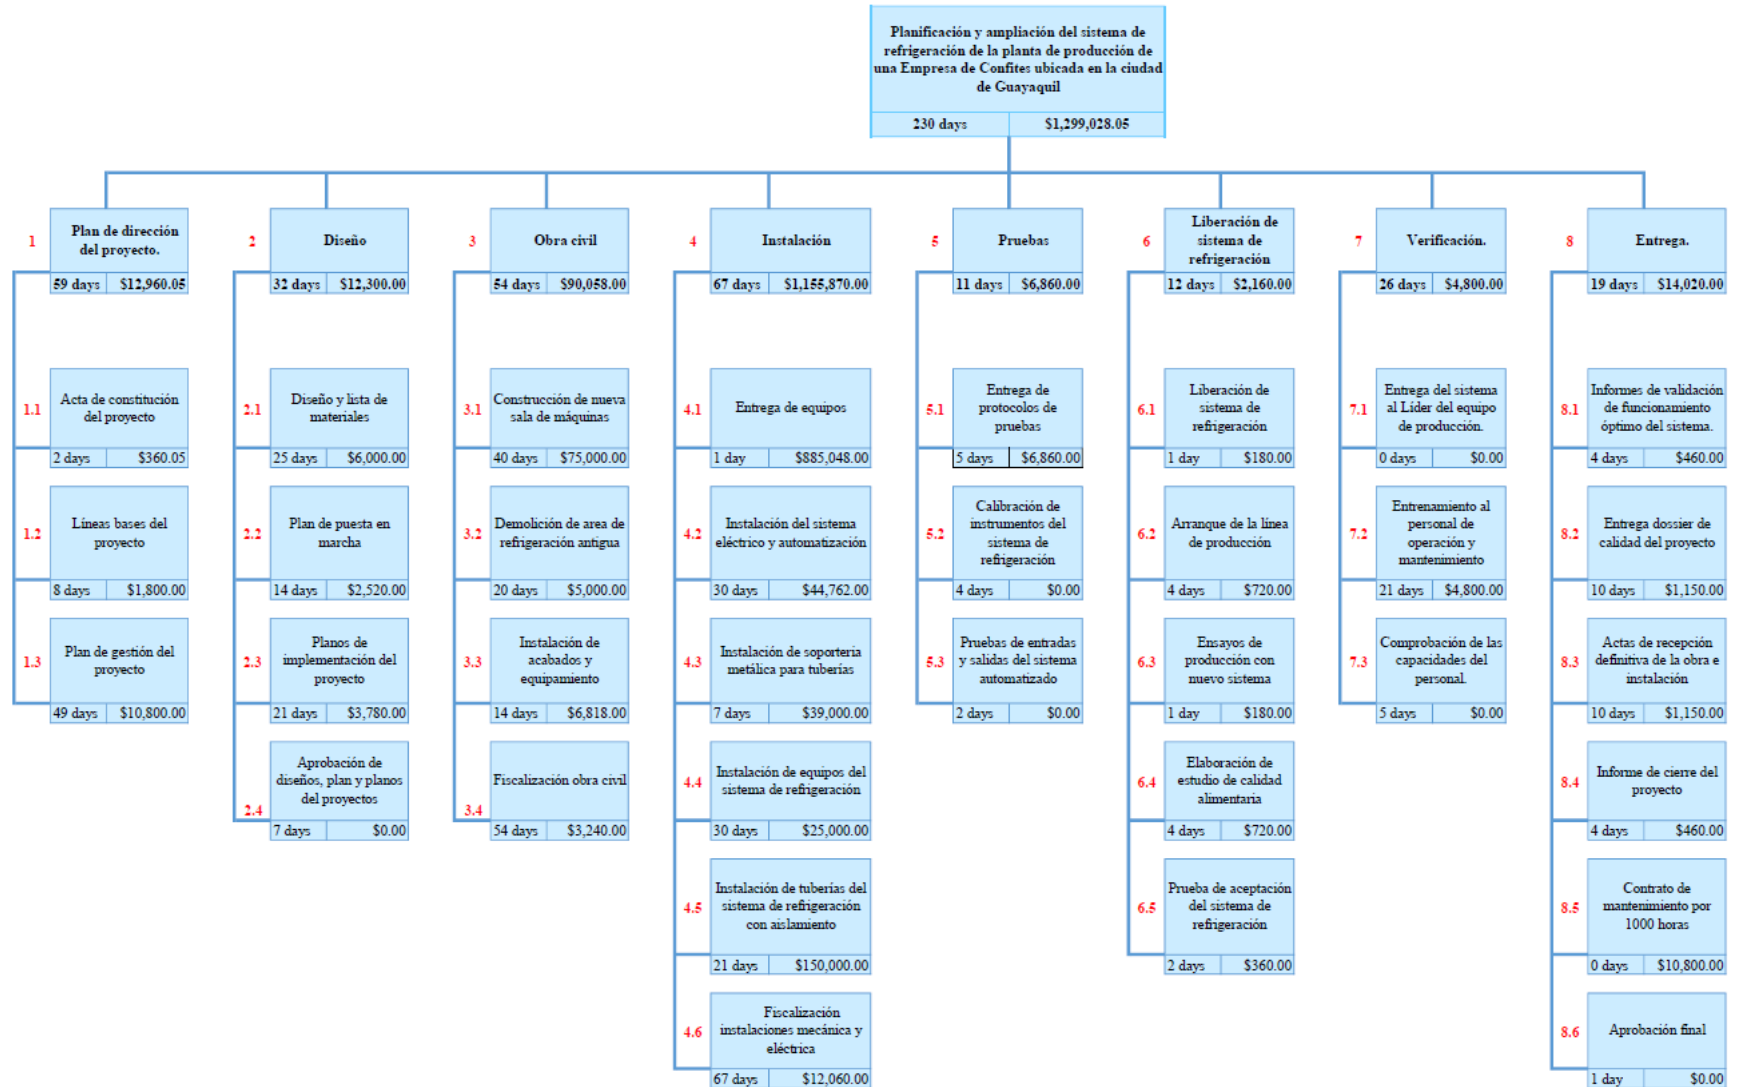 Planificación y ampliación del sistema de
refrigeración de la planta de producción de
una Empresa de Confites ubicada en la ciudad
de Guayaquil
230 days $1,299,028.05
1
Plan de dirección
del proyecto.
59 days $12,960.05
1.1
Acta de constitución
del proyecto
2 days $360.05
1.2
Líneas bases del
proyecto
8 days $1,800.00
1.3
Plan de gestión del
proyecto
49 days $10,800.00
2
Diseño
32 days $12,300.00
2.1
Diseño y lista de
materiales
25 days $6,000.00
2.2
Plan de puesta en
marcha
14 days $2,520.00
2.3
Planos de
implementación del
proyecto
21 days $3,780.00
2.4
Aprobación de
diseños, plan y planos
del proyectos
7 days $0.00
3
Obra civil
54 days $90,058.00
3.1
Construcción de nueva
sala de máquinas
40 days $75,000.00
3.2
Demolición de area de
refrigeración antigua
20 days $5,000.00
3.3
Instalación de
acabados y
equipamiento
14 days $6,818.00
3.4
Fiscalización obra civil
54 days $3,240.00
4
Instalación
67 days $1,155,870.00
4.1
Entrega de equipos
1 day $885,048.00
4.2
Instalación del sistema
eléctrico y automatización
30 days $44,762.00
4.3
Instalación de soporteria
metálica para tuberías
7 days $39,000.00
4.4
Instalación de equipos del
sistema de refrigeración
30 days $25,000.00
4.5
Instalación de tuberías del
sistema de refrigeración
con aislamiento
21 days $150,000.00
4.6
Fiscalización
instalaciones mecánica y
eléctrica
67 days $12,060.00
5
Pruebas
11 days $6,860.00
5.1
Entrega de
protocolos de
pruebas
5 days $6,860.00
5.2
Calibración de
instrumentos del
sistema de
refrigeración
4 days $0.00
5.3
Pruebas de entradas
y salidas del sistema
automatizado
2 days $0.00
6
Liberación de
sistema de
refrigeración
12 days $2,160.00
6.1
Liberación de
sistema de
refrigeración
1 day $180.00
6.2
Arranque de la línea
de producción
4 days $720.00
6.3
Ensayos de
producción con
nuevo sistema
1 day $180.00
6.4
Elaboración de
estudio de calidad
alimentaria
4 days $720.00
6.5
Prueba de aceptación
del sistema de
refrigeración
2 days $360.00
7
Verificación.
26 days $4,800.00
7.1
Entrega del sistema
al Líder del equipo
de producción.
0 days $0.00
7.2
Entrenamiento al
personal de
operación y
mantenimiento
21 days $4,800.00
7.3
Comprobación de las
capacidades del
personal.
5 days $0.00
8
Entrega.
19 days $14,020.00
8.1
Informes de validación
de funcionamiento
óptimo del sistema.
4 days $460.00
8.2
Entrega dossier de
calidad del proyecto
10 days $1,150.00
8.3
Actas de recepción
definitiva de la obra e
instalación
10 days $1,150.00
8.4
Informe de cierre del
proyecto
4 days $460.00
8.5
Contrato de
mantenimiento por
1000 horas
0 days $10,800.00
8.6
Aprobación final
1 day $0.00